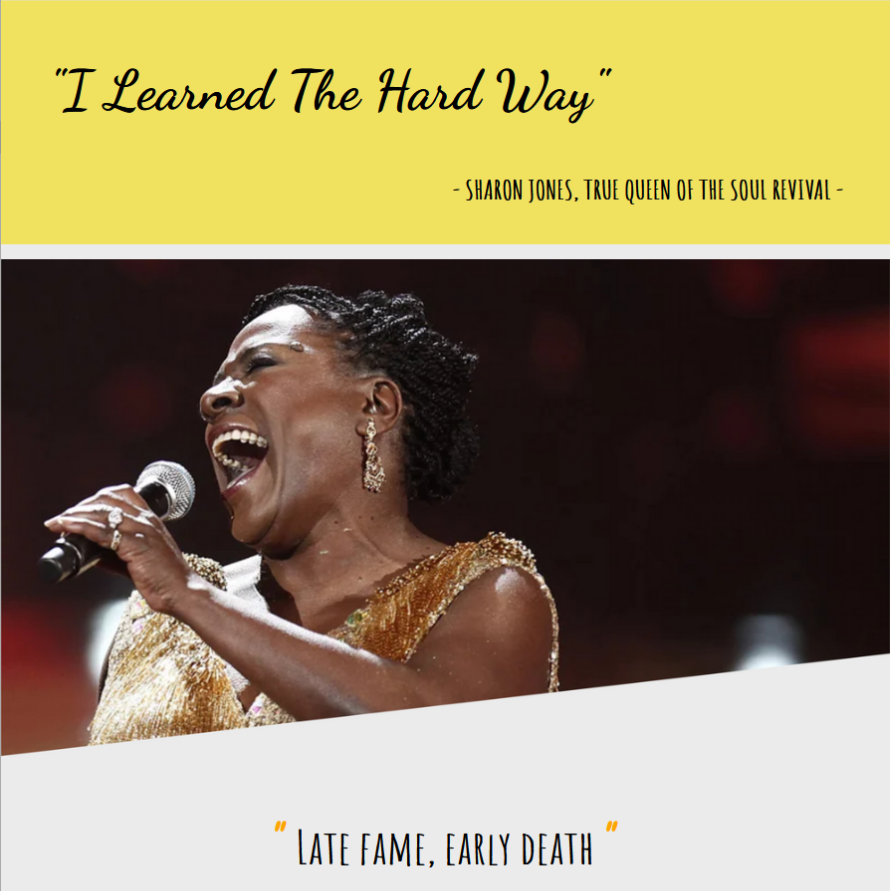 "I Learned The Hard Way"
- SHARON JONES, TRUE QUEEN OF THE SOUL REVIVAL -
" LATE FAME, EARLY DEATH "